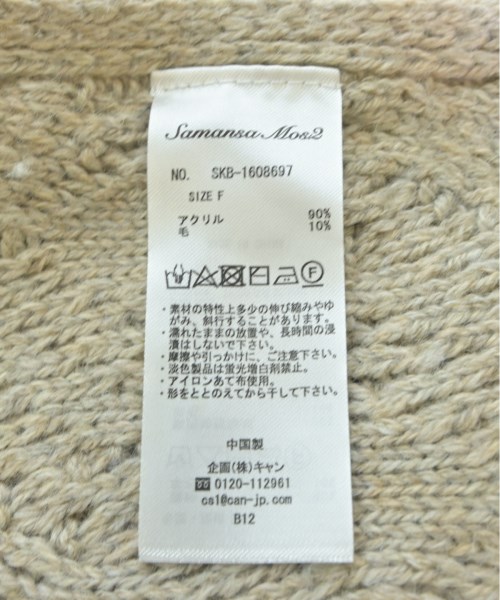 Samansa Mos2
NO. SKB-1608697
SIZE F
アクリル 90%
毛 10%
F
・素材の特性上多少の伸び縮みやゆ
がみ、斜行することがあります。
・濡れたままの放置や、長時間の浸
漬はしないで下さい。
・摩擦や引っかけに、ご注意下さい。
・淡色製品は蛍光増白剤禁止。
・アイロンあて布使用。
・形をととのえてから干して下さい。
中国製
企画(株)キャン
0120-112961
cs1@can-jp.com
B12